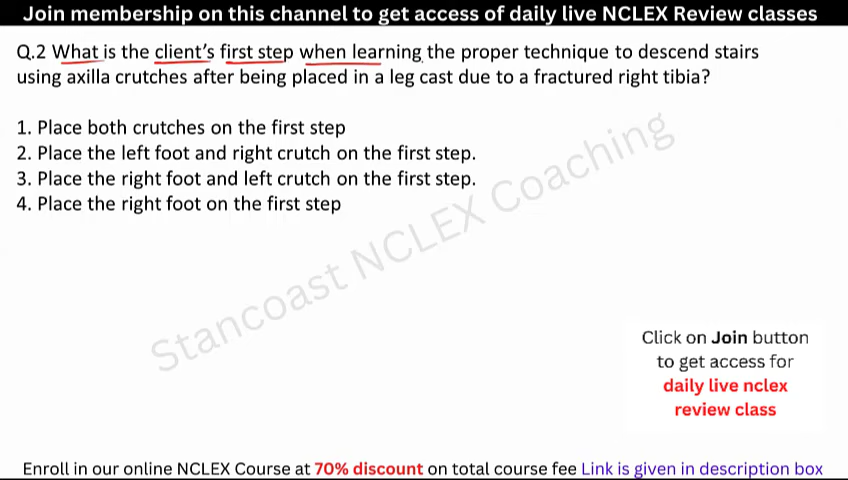 Join membership on this channel to get access of daily live NCLEX Review classes
Q.2 What is the client's first step when learning the proper technique to descend stairs
using axilla crutches after being placed in a leg cast due to a fractured right tibia?
1. Place both crutches on the first step
2. Place the left foot and right crutch on the first step.
3. Place the right foot and left crutch on the first step.
4. Place the right foot on the first step
Stancoast NCLEX Coaching
Click on Join button
to get access for
daily live nclex
review class
Enroll in our online NCLEX Course at 70% discount on total course fee Link is given in description box